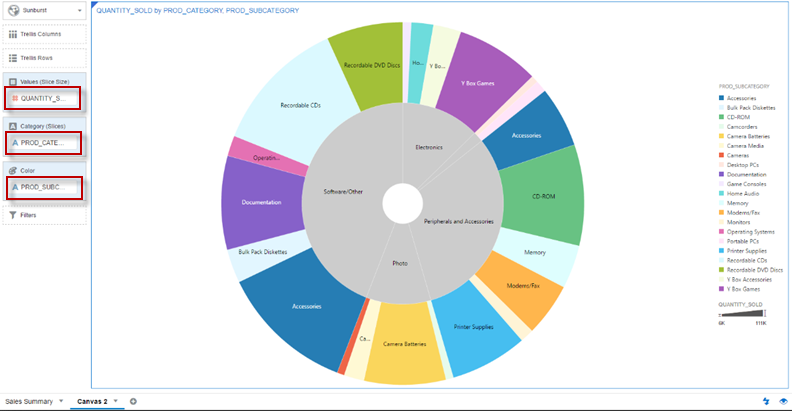 Sunburst
QUANTITY_SOLD by PROD_CATEGORY, PROD_SUBCATEGORY
Trellis Columns
Trellis Rows
Values (Slice Size)
# QUANTITY_S...
Category (Slices)
A PROD_CATE...
Color
A PROD_SUBC...
Filters
Recordable DVD Discs
Ho...
Y Bo...
Y Box Games
Recordable CDs
Accessories
Electronics
Operatin...
Software/Other
CD-ROM
Documentation
Peripherals and Accessories
Bulk Pack Diskettes
Memory
Photo
Modems/Fax
Accessories
Printer Supplies
Ca...
Camera Batteries
PROD_SUBCATEGORY
Accessories
Bulk Pack Diskettes
CD-ROM
Camcorders
Camera Batteries
Camera Media
Cameras
Desktop PCs
Documentation
Game Consoles
Home Audio
Memory
Modems/Fax
Monitors
Operating Systems
Portable PCs
Printer Supplies
Recordable CDs
Recordable DVD Discs
Y Box Accessories
Y Box Games
QUANTITY_SOLD
6K 111K
Sales Summary Canvas 2